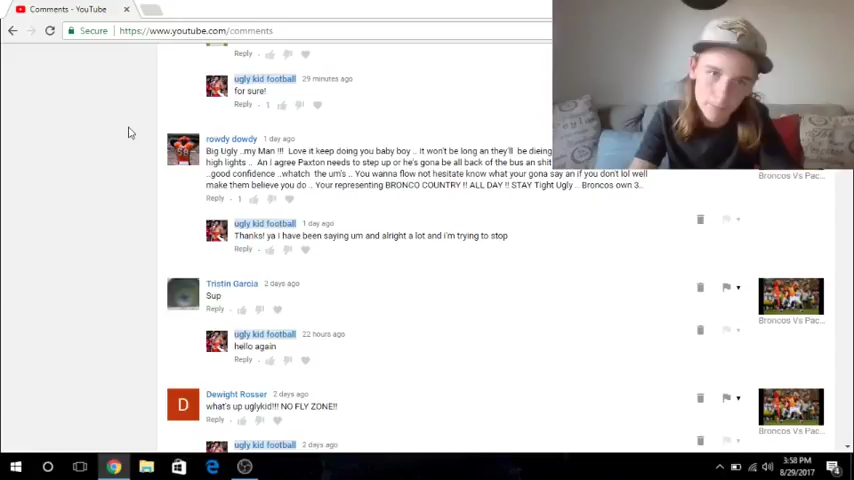 Comments - YouTube
Secure https://www.youtube.com/comments
Reply
ugly kid football 29 minutes ago
for sure!
Reply 1
rowdy dowdy 1 day ago
Big Ugly ..my Man !!! Love it keep doing you baby boy .. It won't be long an they'll be dieing
high lights .. An I agree Paxton needs to step up or he's gona be all back of the bus an shit
..good confidence ..whatch the um's .. You wanna flow not hesitate know what your gona say an if you don't lol well
make them believe you do .. Your representing BRONCO COUNTRY !! ALL DAY !! STAY Tight Ugly .. Broncos own 3..
Reply 1
Broncos Vs Pac...
ugly kid football 1 day ago
Thanks! ya I have been saying um and alright a lot and i'm trying to stop
Reply
Tristin Garcia 2 days ago
Sup
Reply
Broncos Vs Pac...
ugly kid football 22 hours ago
hello again
Reply
D
Dewight Rosser 2 days ago
what's up uglykid!!! NO FLY ZONE!!
Reply
Broncos Vs Pac...
ugly kid football 2 days ago
3:58 PM
8/29/2017
4